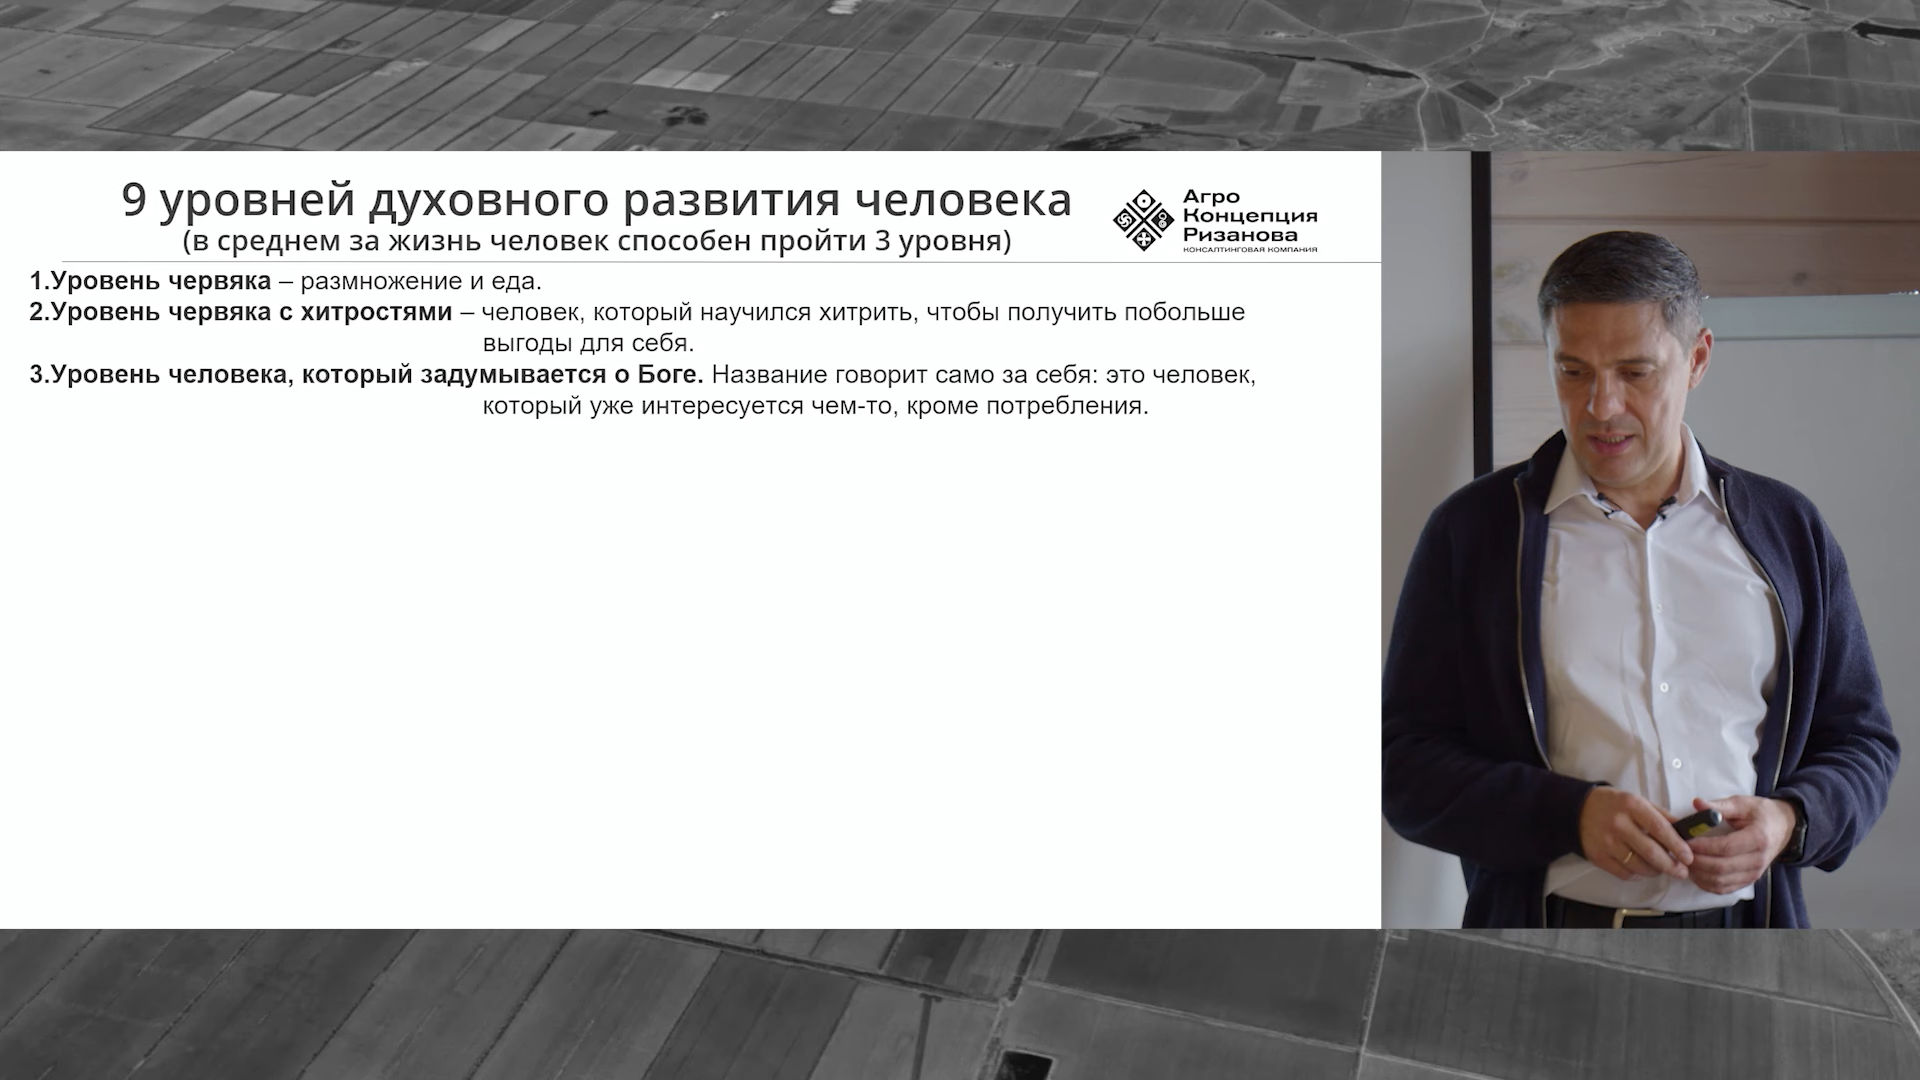 9 уровней духовного развития человека
(в среднем за жизнь человек способен пройти 3 уровня)
Агро
Концепция
Ризанова
КОНСАЛТИНГОВАЯ КОМПАНИЯ
1.Уровень червяка – размножение и еда.
2.Уровень червяка с хитростями – человек, который научился хитрить, чтобы получить побольше
выгоды для себя.
3.Уровень человека, который задумывается о Боге. Название говорит само за себя: это человек,
который уже интересуется чем-то, кроме потребления.